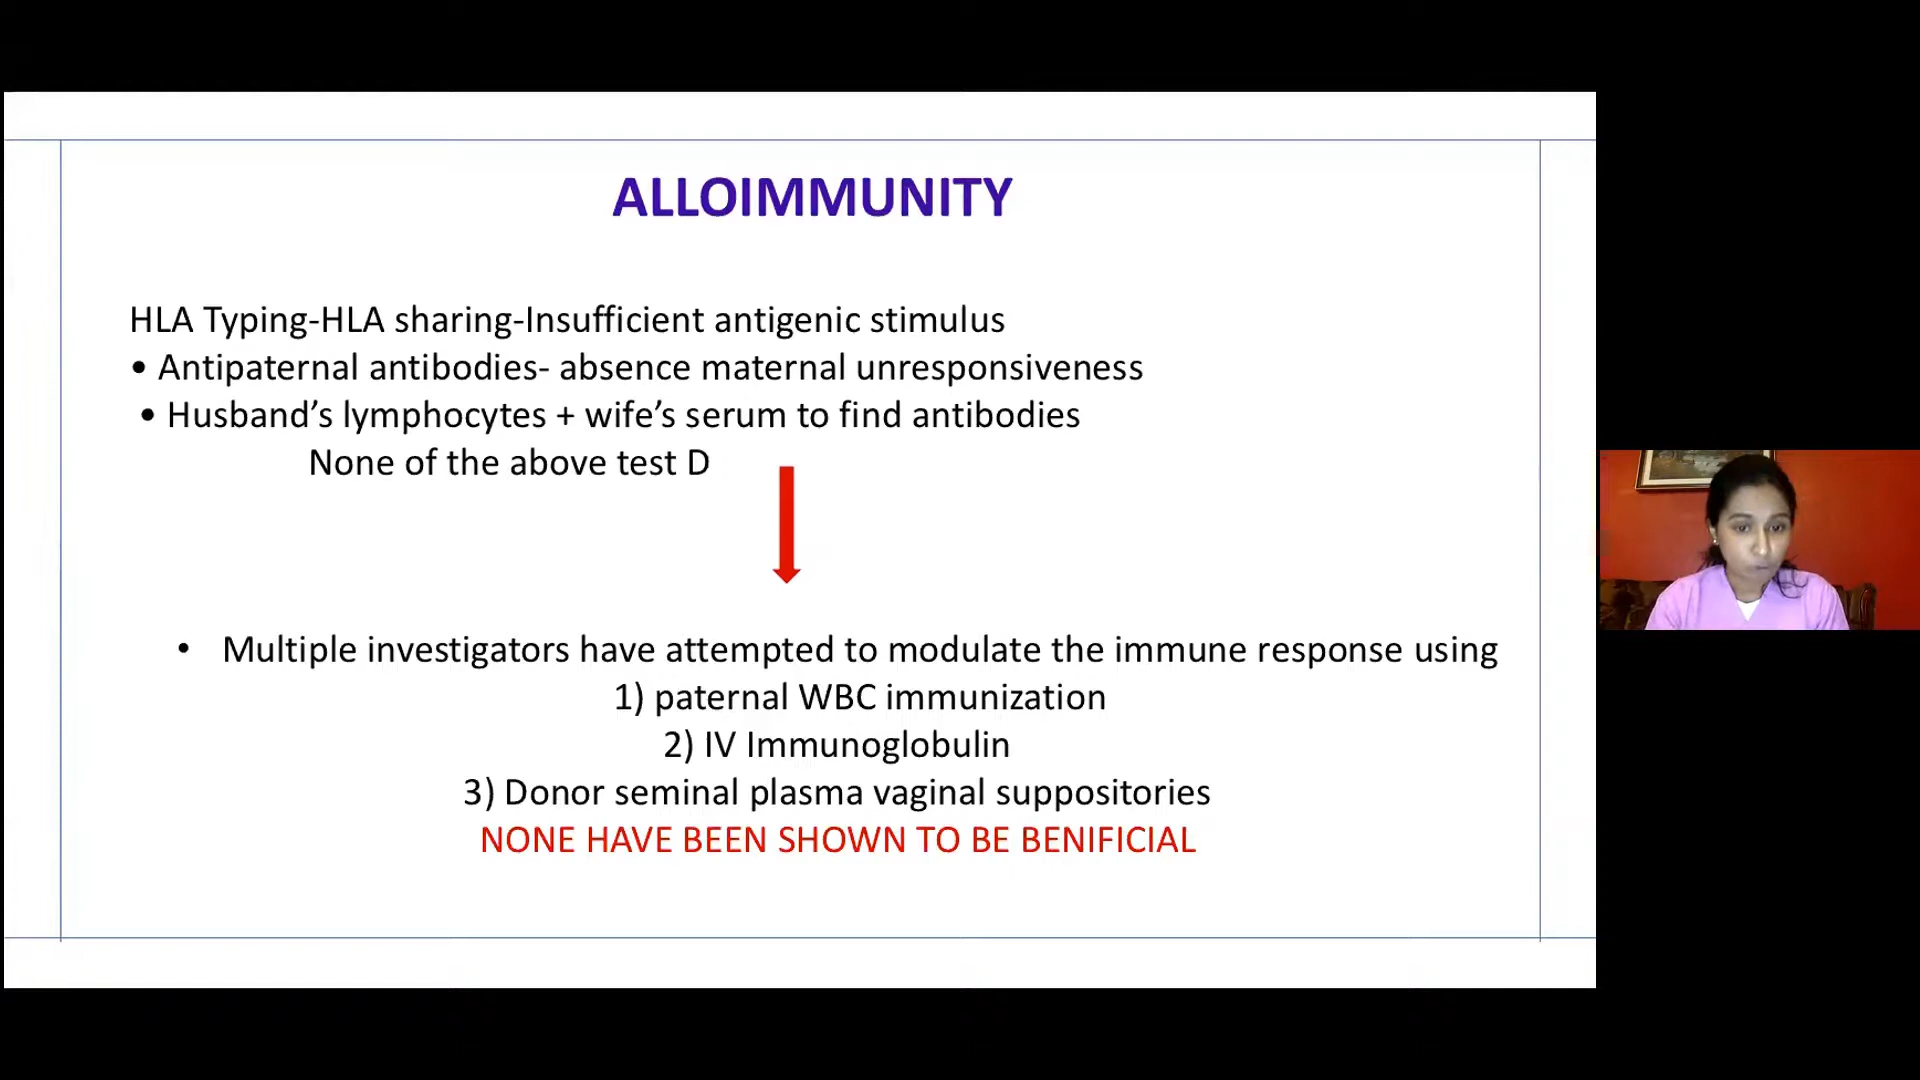 ALLOIMMUNITY
HLA Typing-HLA sharing-Insufficient antigenic stimulus
• Antipaternal antibodies- absence maternal unresponsiveness
• Husband’s lymphocytes + wife’s serum to find antibodies
None of the above test D
• Multiple investigators have attempted to modulate the immune response using
1) paternal WBC immunization
2) IV Immunoglobulin
3) Donor seminal plasma vaginal suppositories
NONE HAVE BEEN SHOWN TO BE BENIFICIAL